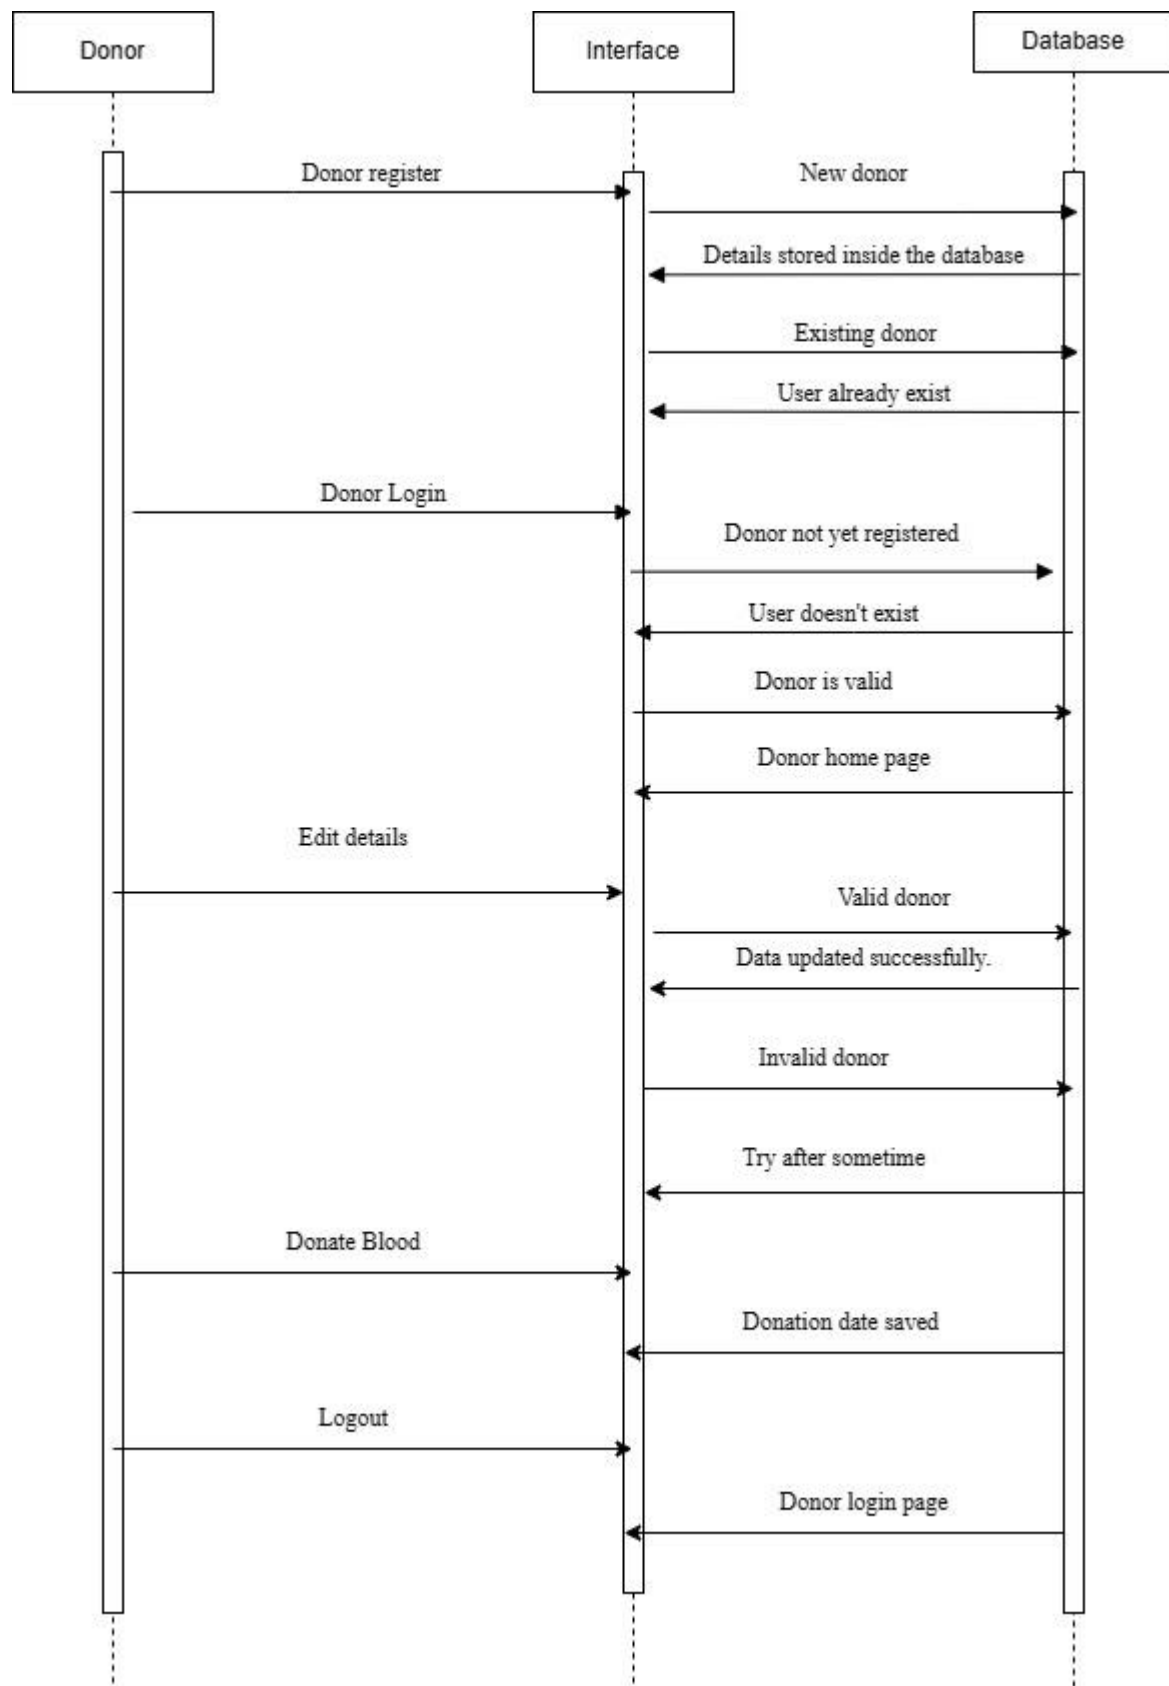 Donor
Interface
Database
Donor register
New donor
Details stored inside the database
Existing donor
User already exist
Donor Login
Donor not yet registered
User doesn't exist
Donor is valid
Donor home page
Edit details
Valid donor
Data updated successfully.
Invalid donor
Try after sometime
Donate Blood
Donation date saved
Logout
Donor login page